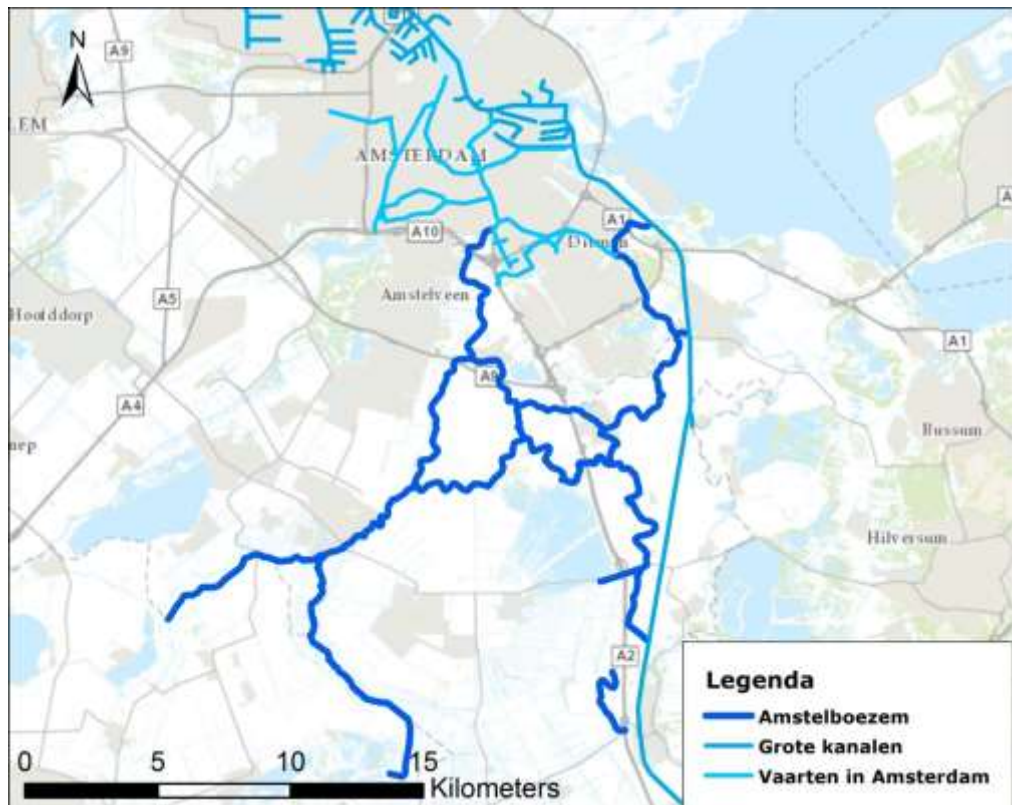 N
A9
LEM
AMSTERDAM
A10
A1
Diemen
A
Amstelveen
A5
Hoofddorp
A1
A9
A4
Bussum
nep
Hilversum
A2
Legenda
Amstelboezem
Grote kanalen
Vaarten in Amsterdam
0 5 10 15
Kilometers